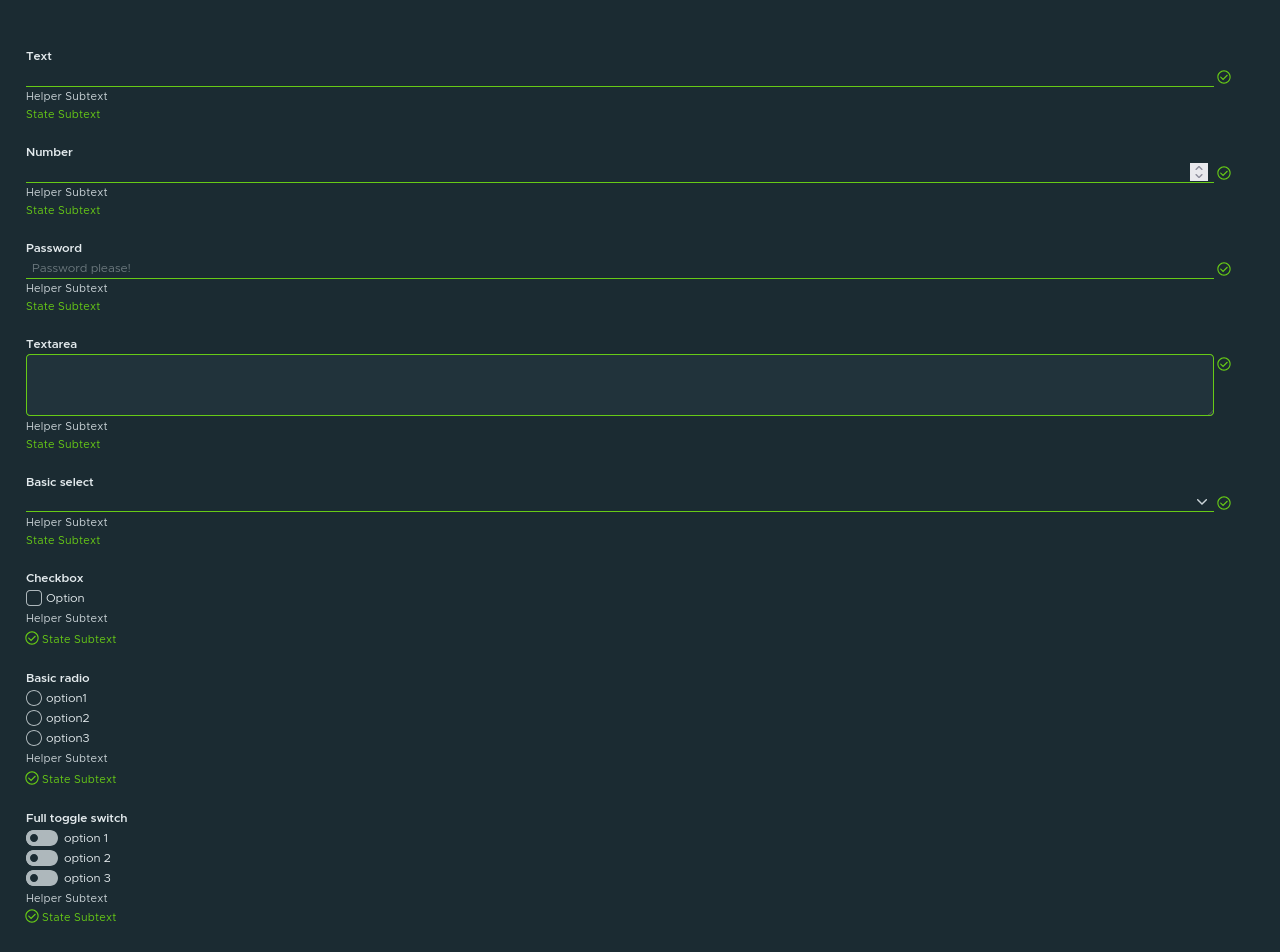 Text
Helper Subtext
State Subtext
Number
Helper Subtext
State Subtext
Password
Password please!
Helper Subtext
State Subtext
Textarea
Helper Subtext
State Subtext
Basic select
Helper Subtext
State Subtext
Checkbox
Option
Helper Subtext
State Subtext
Basic radio
option1
option2
option3
Helper Subtext
State Subtext
Full toggle switch
option 1
option 2
option 3
Helper Subtext
State Subtext